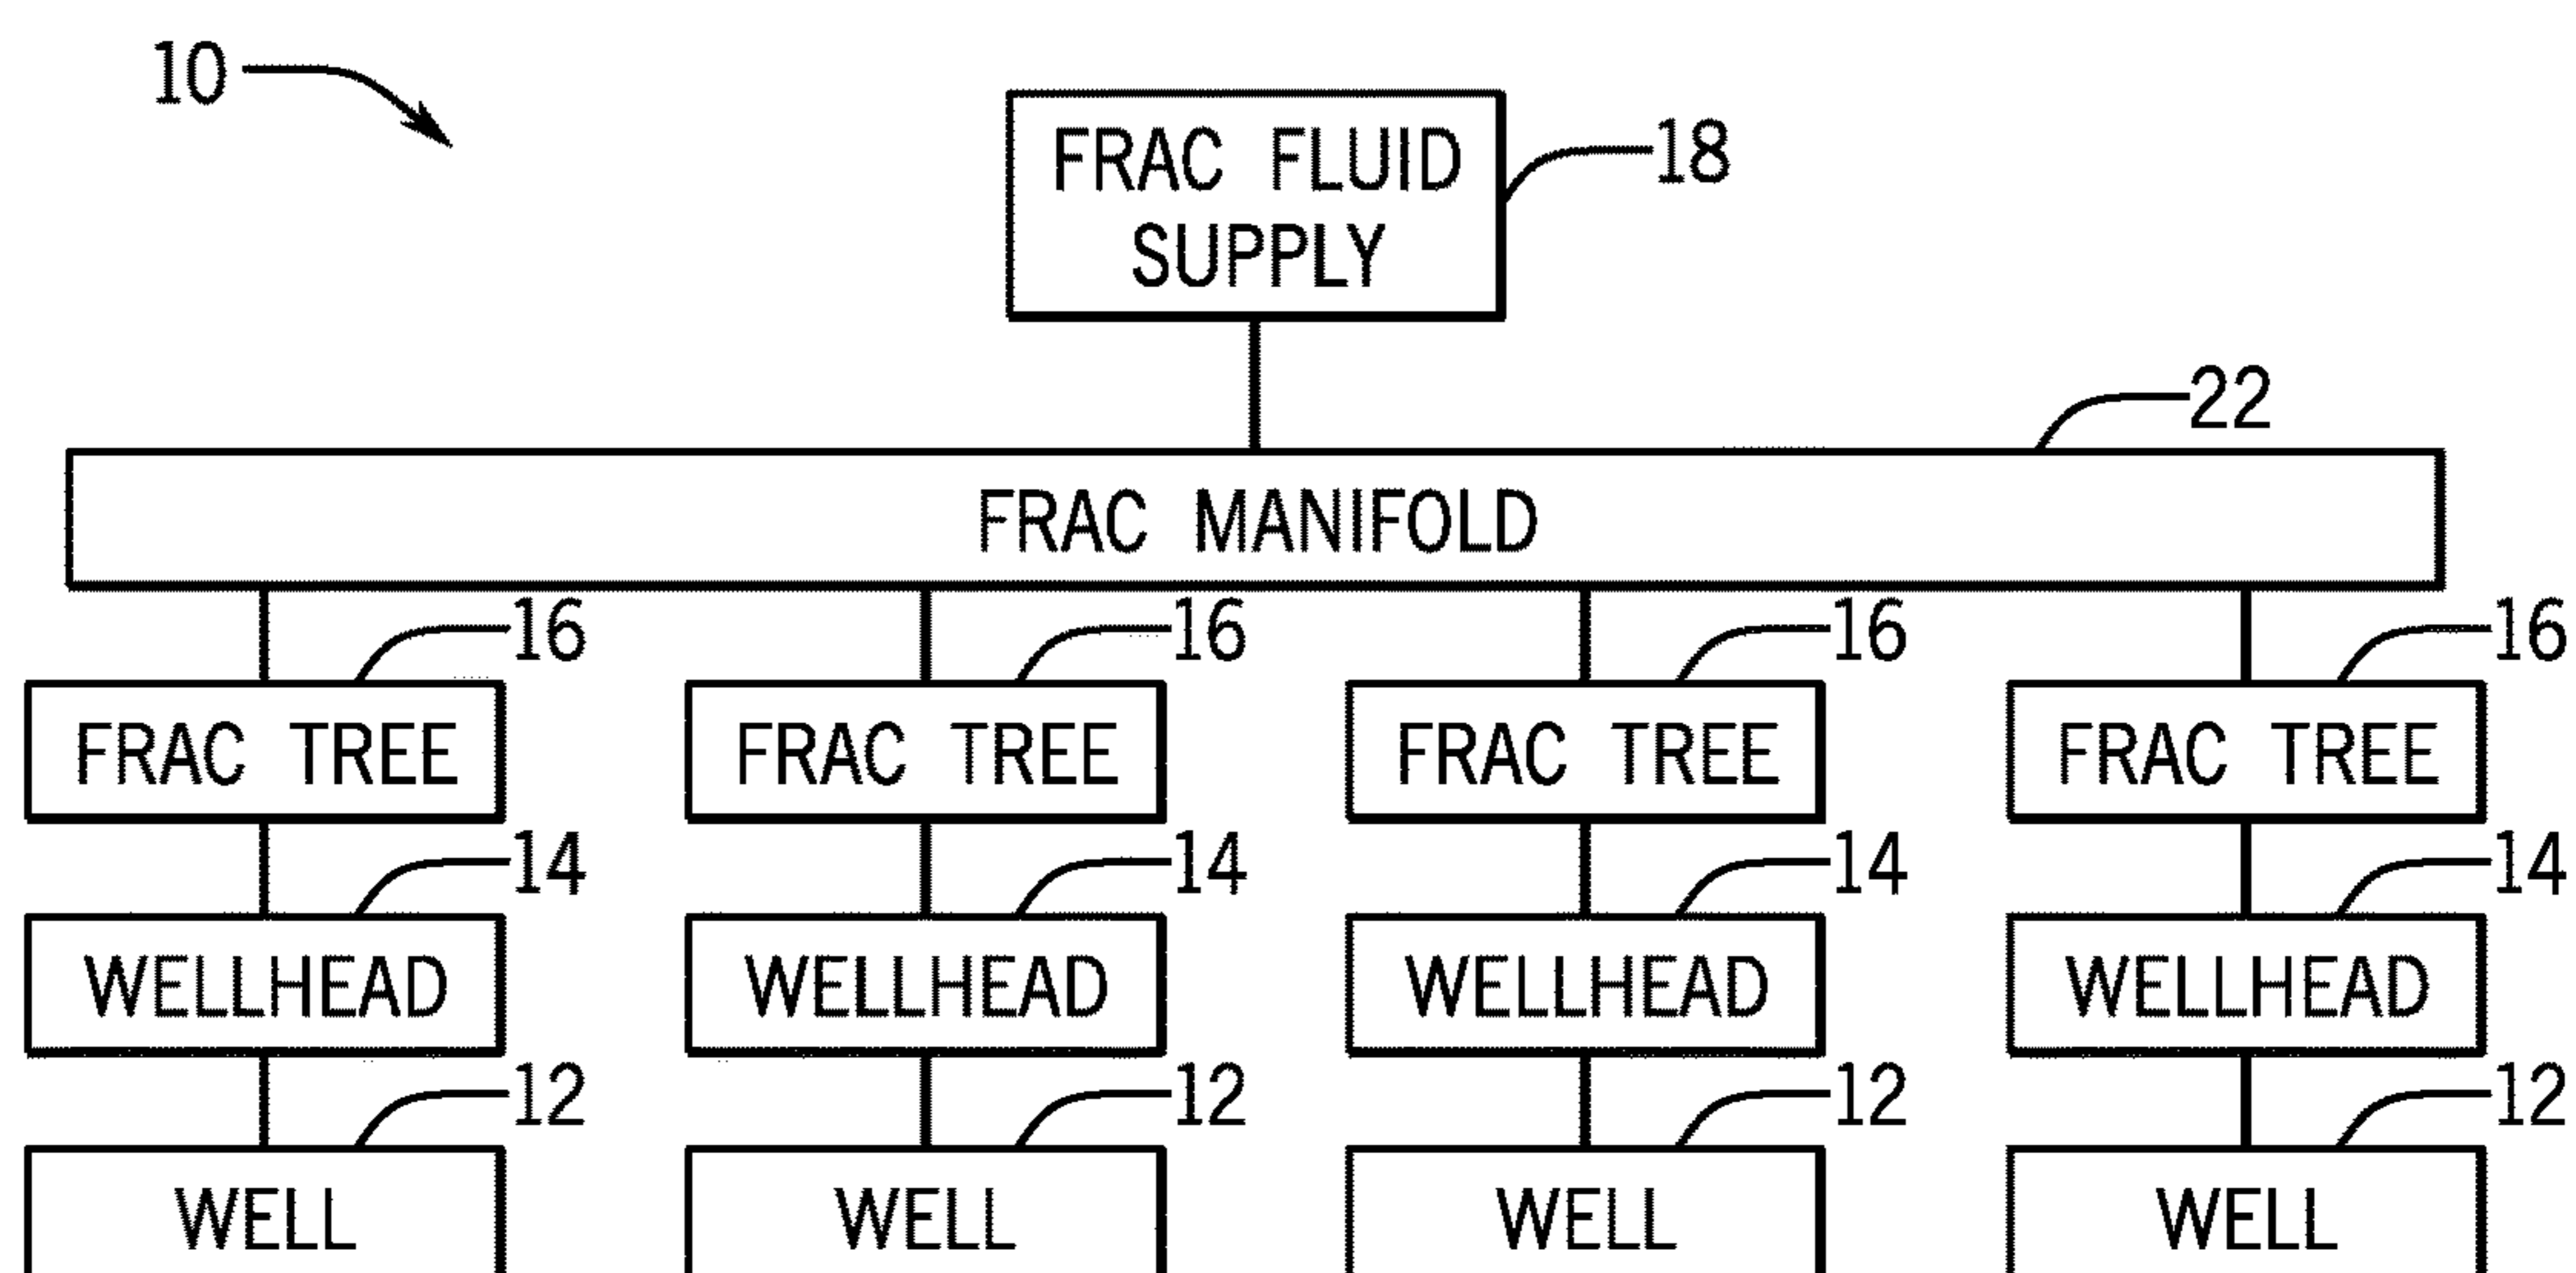 10
FRAC FLUID
SUPPLY
18
22
FRAC MANIFOLD
16 16 16 16
FRAC TREE FRAC TREE FRAC TREE FRAC TREE
14 14 14 14
WELLHEAD WELLHEAD WELLHEAD WELLHEAD
12 12 12 12
WELL WELL WELL WELL